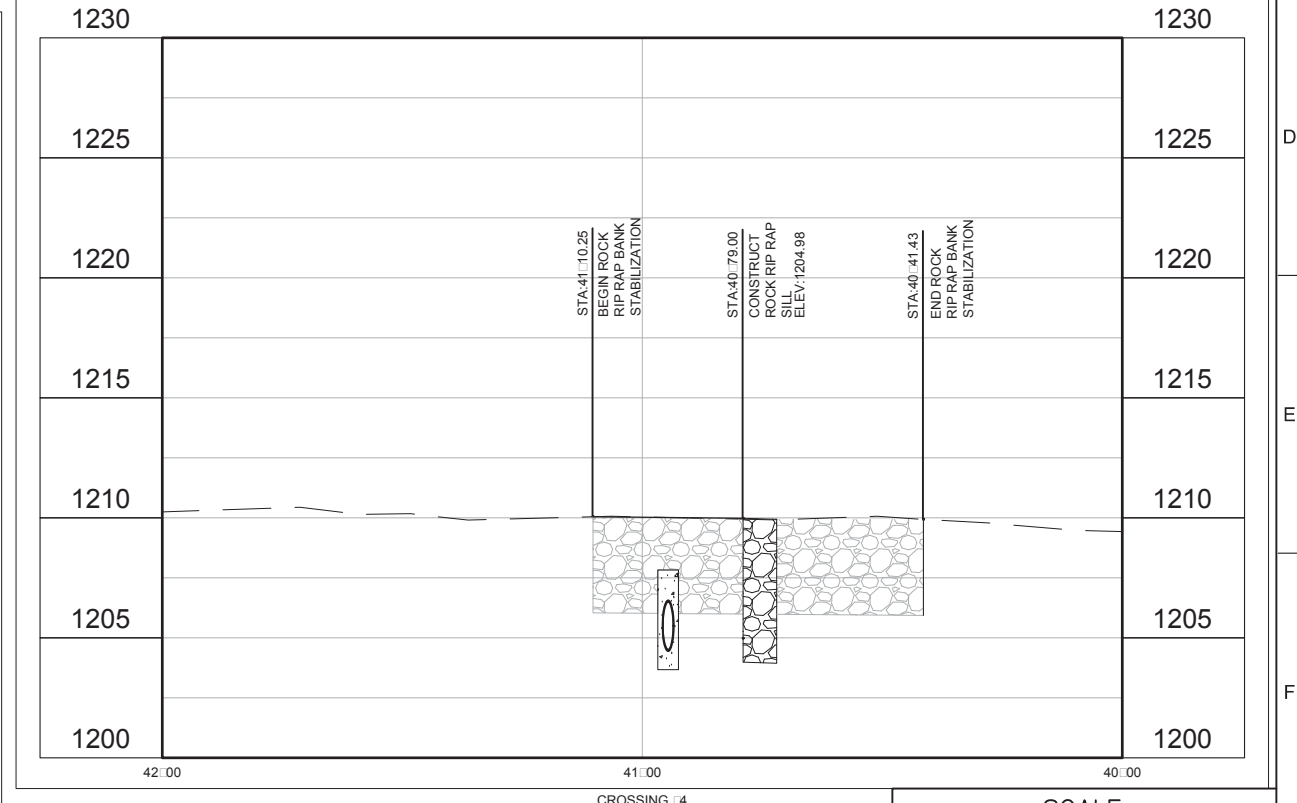 1230 1230
1225 1225
1220 1220
1215 1215
1210 1210
1205 1205
1200 1200
STA:41□10.25
BEGIN ROCK
RIP RAP BANK
STABILIZATION
STA:40□79.00
CONSTRUCT
ROCK RIP RAP
SILL
ELEV:1204.98
STA:40□41.43
END ROCK
RIP RAP BANK
STABILIZATION
42□00 41□00 40□00
CROSSING □4
D
E
F